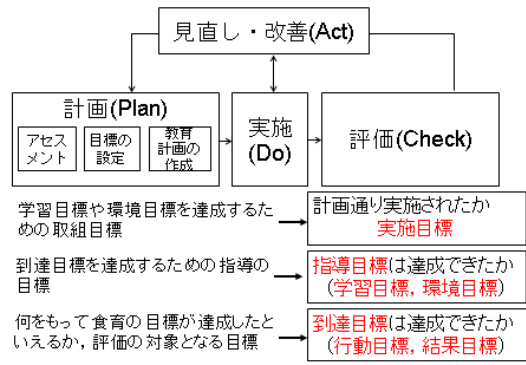 見直し・改善(Act)
計画(Plan)
アセス
メント
目標の
設定
教育
計画の
作成
実施
(Do)
評価(Check)
学習目標や環境目標を達成するた
めの取組目標
計画通り実施されたか
実施目標
到達目標を達成するための指導の
目標
指導目標は達成できたか
(学習目標，環境目標)
何をもって食育の目標が達成したと
いえるか，評価の対象となる目標
到達目標は達成できたか
(行動目標，結果目標)